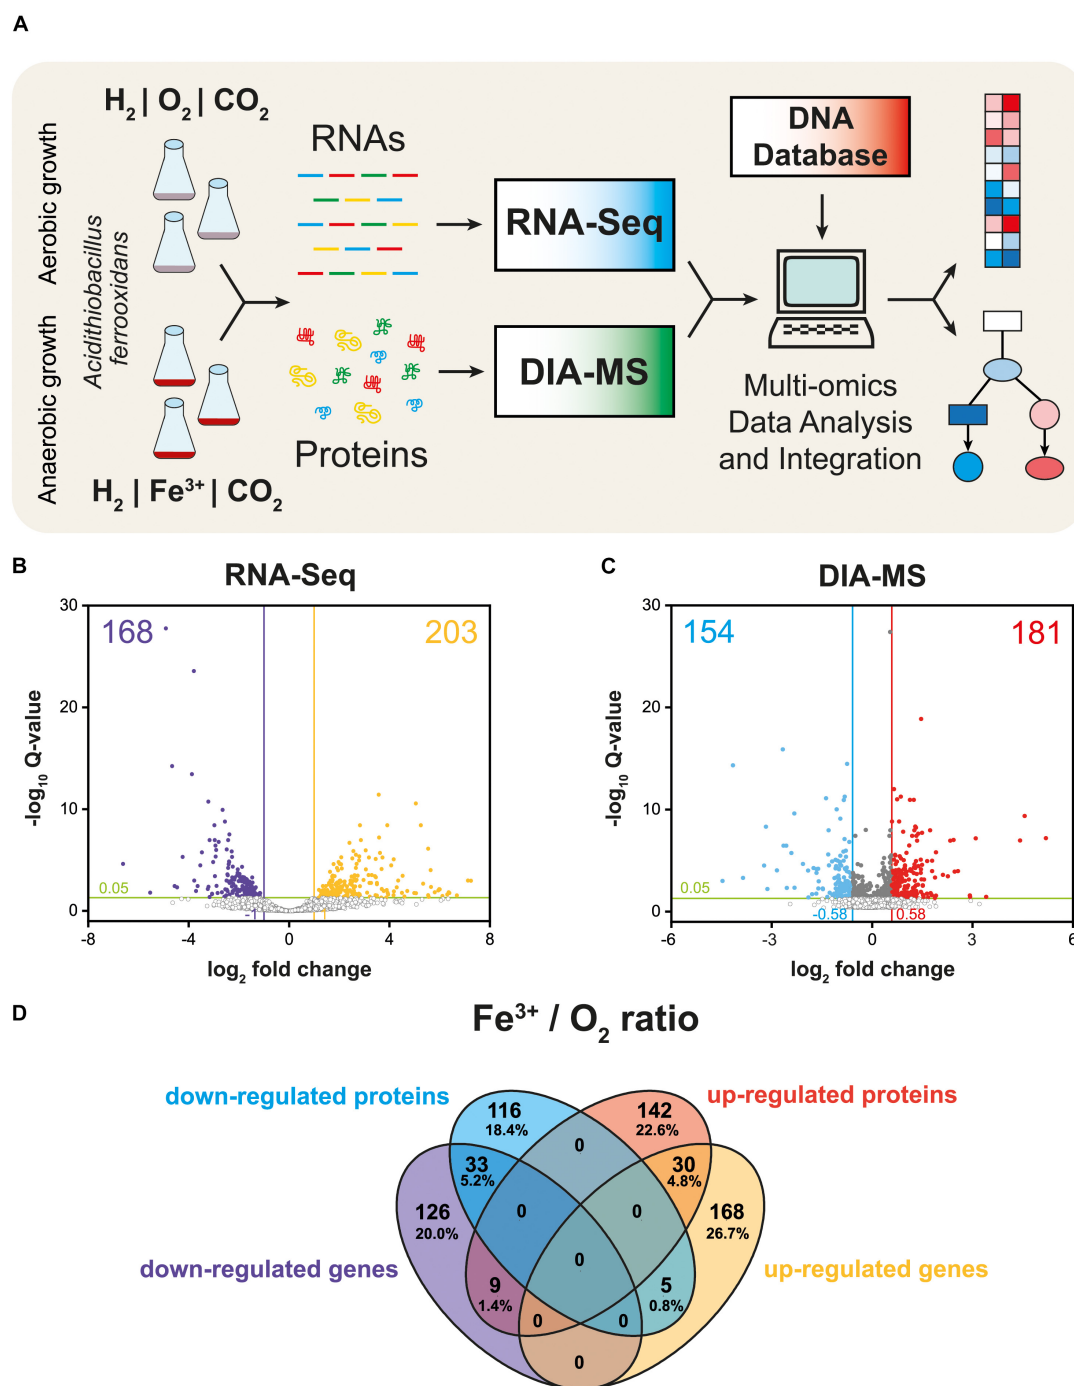 A
H2 | O2 | CO2
Aerobic growth
Anaerobic growth
Acidithiobacillus
ferrooxidans
H2 | Fe3+ | CO2
RNAs
Proteins
RNA-Seq
DIA-MS
DNA
Database
Multi-omics
Data Analysis
and Integration
B
RNA-Seq
168
203
30
20
10
0
-log10 Q-value
0.05
-
-8
-4
0
4
8
log2 fold change
C
DIA-MS
154
181
30
20
10
0
-log10 Q-value
0.05
-0.58
0.58
-6
-3
0
3
6
log2 fold change
D
Fe3+ / O2 ratio
down-regulated proteins
up-regulated proteins
down-regulated genes
up-regulated genes
116
18.4%
142
22.6%
0
33
5.2%
30
4.8%
126
20.0%
0
0
168
26.7%
0
9
1.4%
5
0.8%
0
0
0